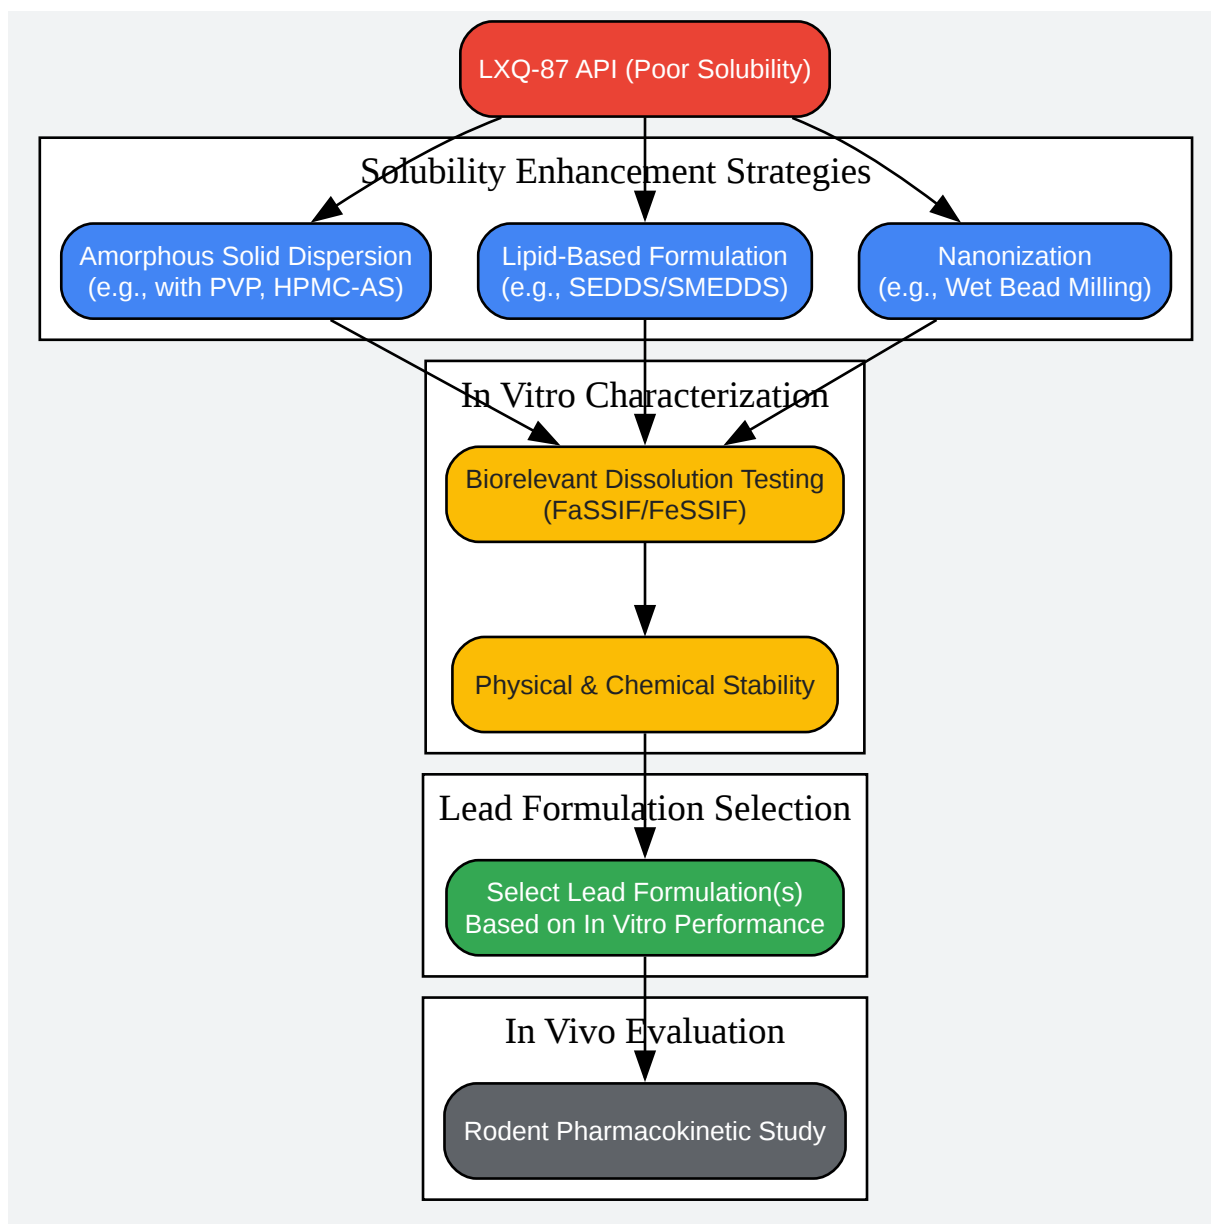 LXQ-87 API (Poor Solubility)
Solubility Enhancement Strategies
Amorphous Solid Dispersion
(e.g., with PVP, HPMC-AS)
Lipid-Based Formulation
(e.g., SEDDS/SMEDDS)
Nanonization
(e.g., Wet Bead Milling)
In Vitro Characterization
Biorelevant Dissolution Testing
(FaSSIF/FeSSIF)
Physical & Chemical Stability
Lead Formulation Selection
Select Lead Formulation(s)
Based on In Vitro Performance
In Vivo Evaluation
Rodent Pharmacokinetic Study